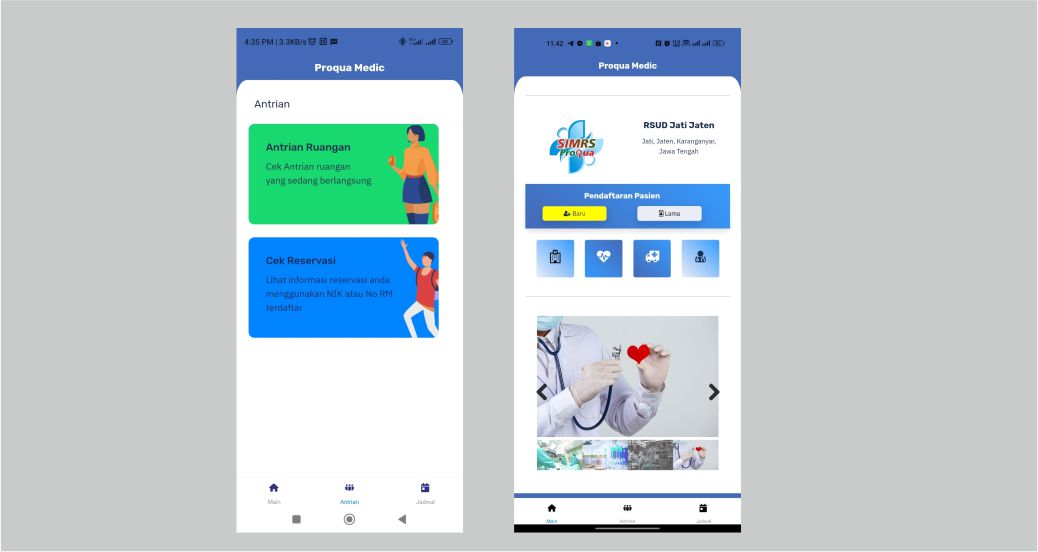 4:35 PM | 3.3KB/s
Proqua Medic
Antrian
Antrian Ruangan
Cek Antrian ruangan
yang sedang berlangsung
Cek Reservasi
Lihat informasi reservasi anda
menggunakan NIK atau No RM
terdaftar
Main
Antrian
Jadwal
11.42
Proqua Medic
SIMRS
ProQua
RSUD Jati Jaten
Jati, Jaten, Karanganyar,
Jawa Tengah
Pendaftaran Pasien
Baru
Lama
Main
Antrian
Jadwal